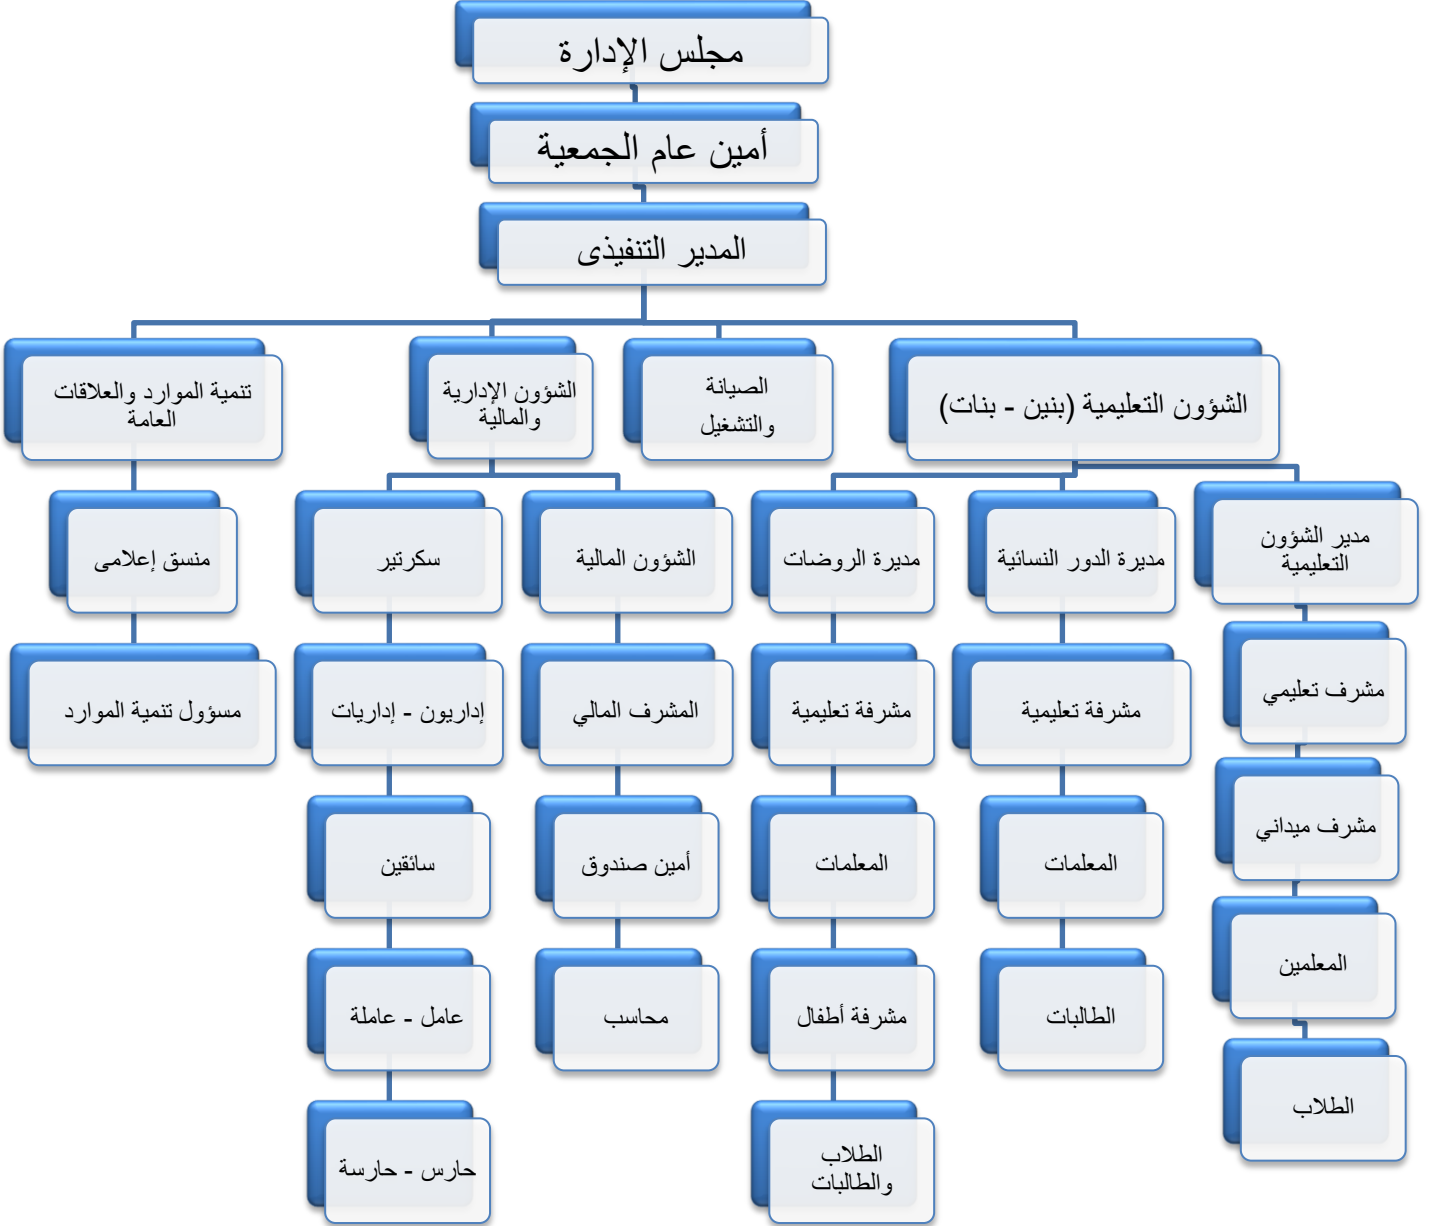 مجلس الإدارة
أمين عام الجمعية
المدير التنفيذى
الشؤون التعليمية (بنين - بنات)
الصيانة
والتشغيل
الشؤون الإدارية
والمالية
تنمية الموارد والعلاقات
العامة
مدير الشؤون
التعليمية
مديرة الدور النسائية
مديرة الروضات
الشؤون المالية
سكرتير
منسق إعلامى
مشرف تعليمي
مشرفة تعليمية
مشرفة تعليمية
المشرف المالي
إداريون - إداريات
مسؤول تنمية الموارد
مشرف ميداني
المعلمات
المعلمات
أمين صندوق
سائقين
المعلمين
الطالبات
مشرفة أطفال
محاسب
عامل - عاملة
الطلاب
الطلاب
والطالبات
حارس - حارسة